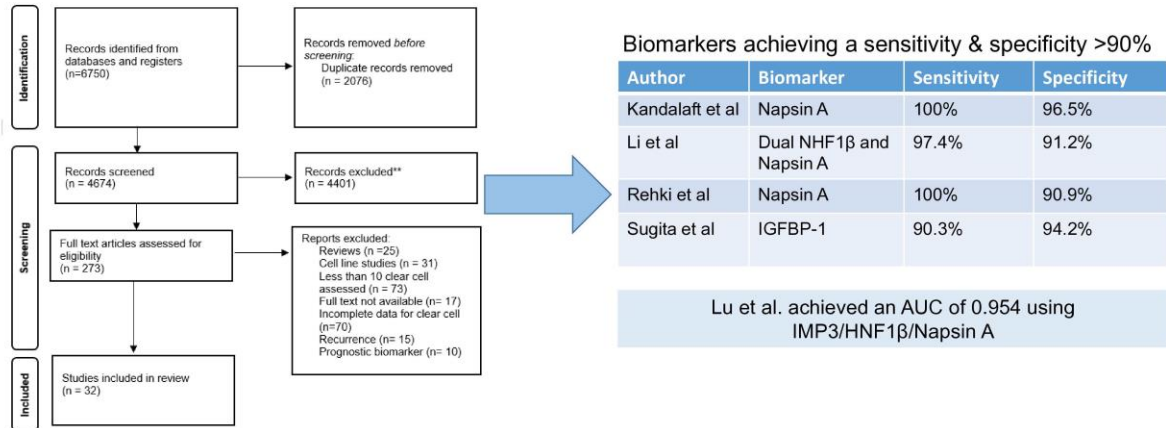 Identification
Records identified from
databases and registers
(n=6750)
Records removed before
screening:
Duplicate records removed
(n = 2076)
Screening
Records screened
(n = 4674)
Records excluded**
(n = 4401)
Full text articles assessed for
eligibility
(n = 273)
Reports excluded:
Reviews (n =25)
Cell line studies (n = 31)
Less than 10 clear cell
assessed (n = 73)
Full text not available (n= 17)
Incomplete data for clear cell
(n=70)
Recurrence (n= 15)
Prognostic biomarker (n= 10)
Included
Studies included in review
(n = 32)
Biomarkers achieving a sensitivity & specificity >90%
Author Biomarker Sensitivity Specificity
Kandalaft et al Napsin A 100% 96.5%
Li et al Dual NHF1β and 97.4% 91.2%
Napsin A
Rehki et al Napsin A 100% 90.9%
Sugita et al IGFBP-1 90.3% 94.2%
Lu et al. achieved an AUC of 0.954 using
IMP3/HNF1β/Napsin A